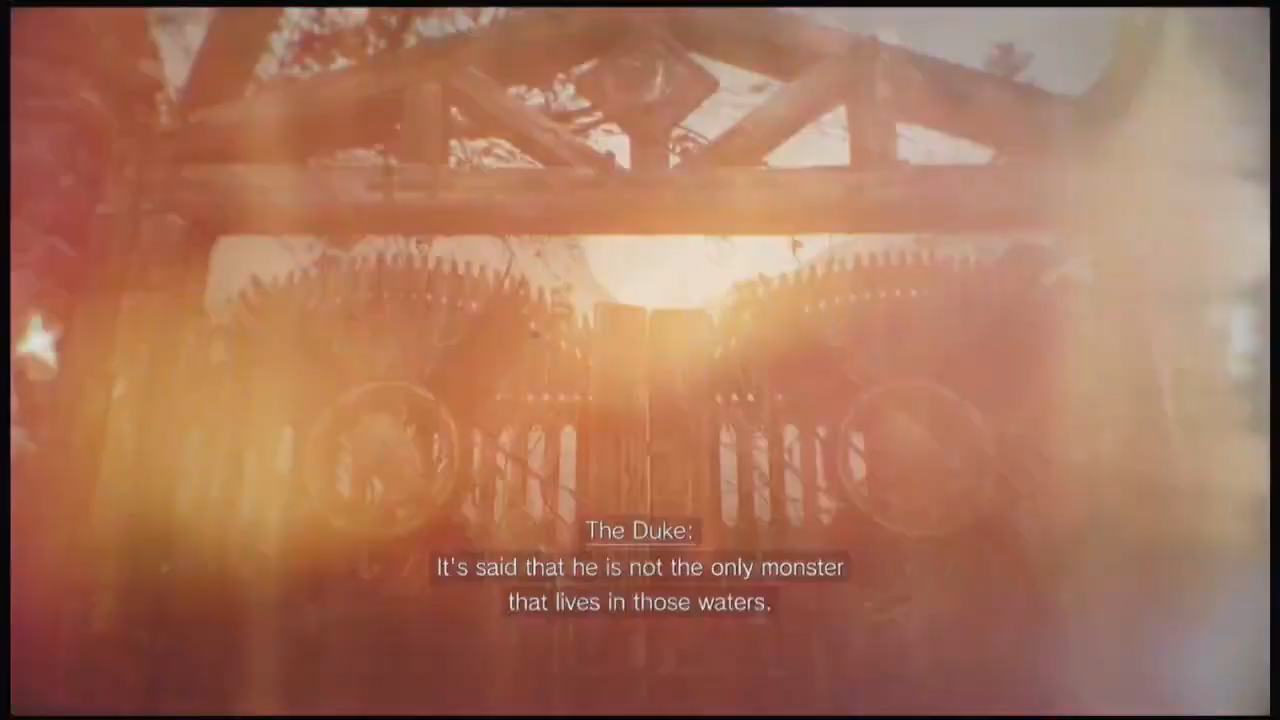 The Duke:
It's said that he is not the only monster
that lives in those waters.